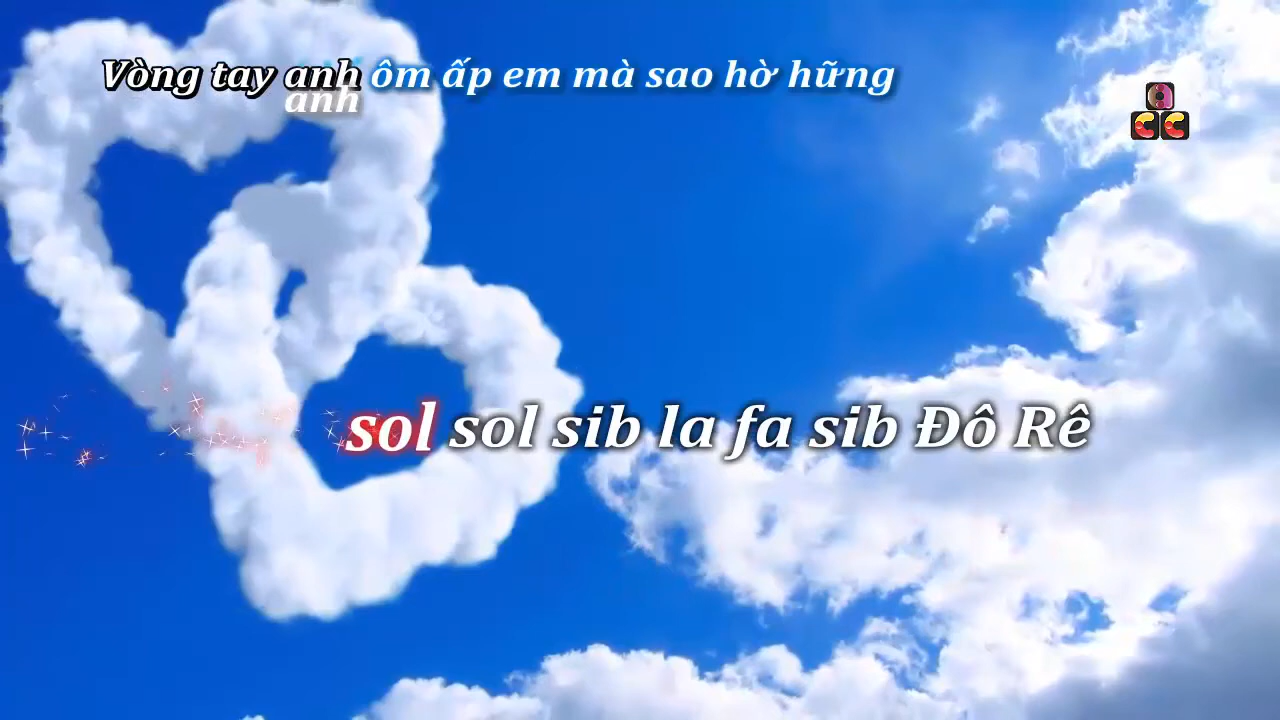 Vòng tay anh ôm ấp em mà sao hờ hững
anh
sol sol sib la fa sib Đô Rê